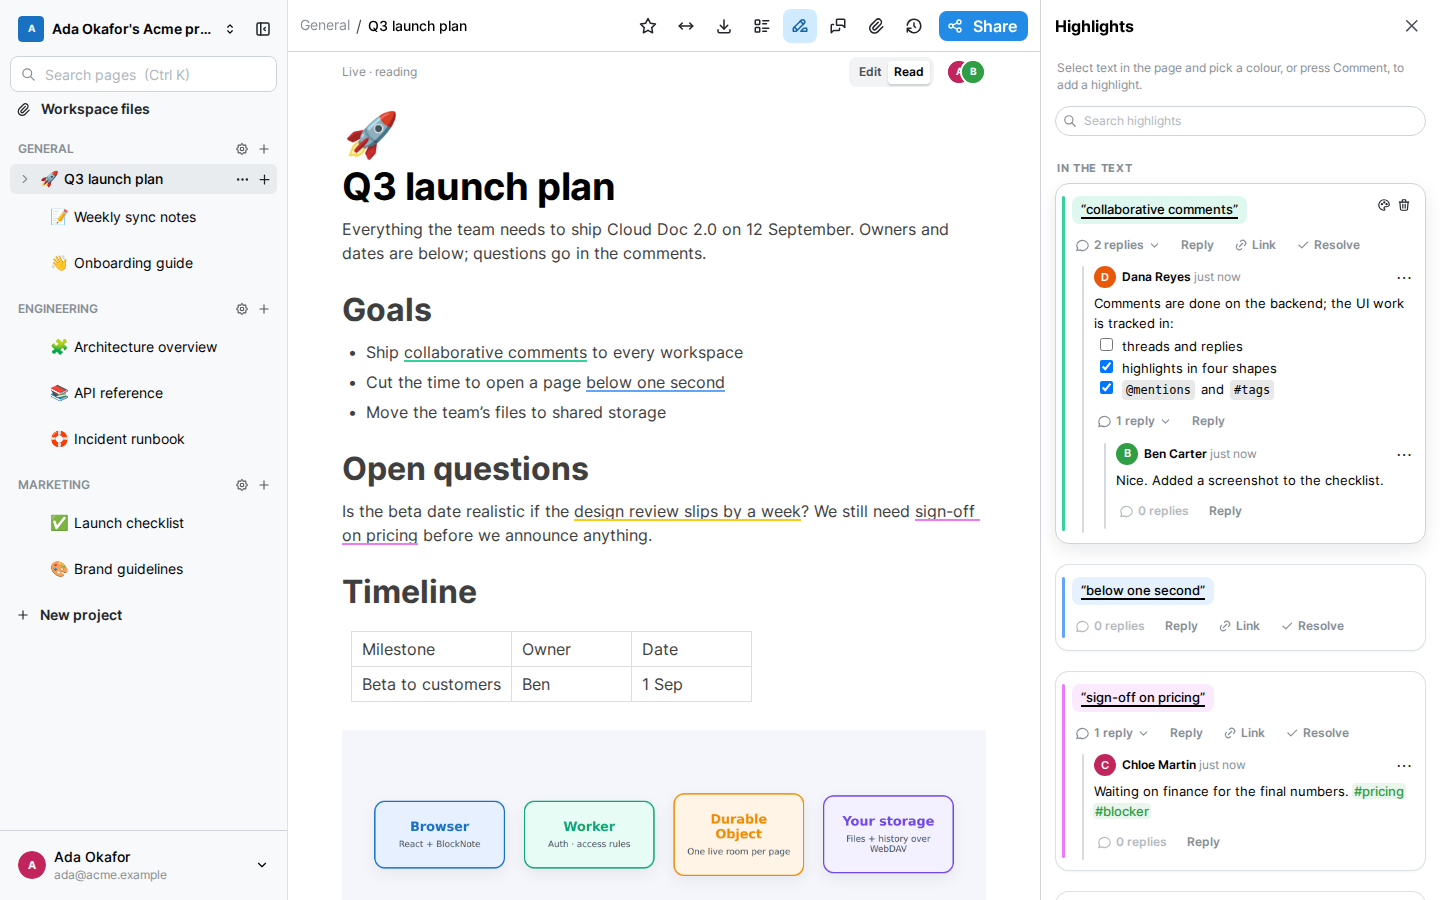 A
Ada Okafor's Acme pr...
Search pages (Ctrl K)
Workspace files
GENERAL
Q3 launch plan
Weekly sync notes
Onboarding guide
ENGINEERING
Architecture overview
API reference
Incident runbook
MARKETING
Launch checklist
Brand guidelines
New project
A
Ada Okafor
ada@acme.example
General / Q3 launch plan
Share
Live · reading
Edit
Read
A
B
Q3 launch plan
Everything the team needs to ship Cloud Doc 2.0 on 12 September. Owners and
dates are below; questions go in the comments.
Goals
• Ship collaborative comments to every workspace
• Cut the time to open a page below one second
• Move the team’s files to shared storage
Open questions
Is the beta date realistic if the design review slips by a week? We still need sign-off
on pricing before we announce anything.
Timeline
Milestone Owner Date
Beta to customers Ben 1 Sep
Browser
React + BlockNote
Worker
Auth · access rules
Durable
Object
One live room per page
Your storage
Files + history over
WebDAV
Highlights
Select text in the page and pick a colour, or press Comment, to
add a highlight.
Search highlights
IN THE TEXT
“collaborative comments”
2 replies Reply Link Resolve
D Dana Reyes just now
Comments are done on the backend; the UI work
is tracked in:
threads and replies
highlights in four shapes
@mentions and #tags
1 reply Reply
B Ben Carter just now
Nice. Added a screenshot to the checklist.
0 replies Reply
“below one second”
0 replies Reply Link Resolve
“sign-off on pricing”
1 reply Reply Link Resolve
C Chloe Martin just now
Waiting on finance for the final numbers. #pricing
#blocker
0 replies Reply